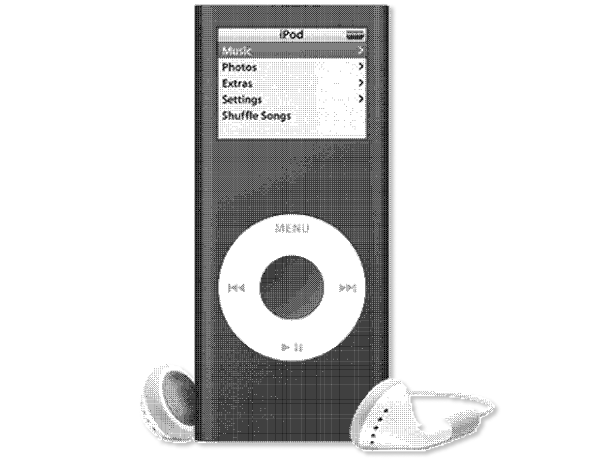 iPod
Music
Photos
Extras
Settings
Shuffle Songs
MENU